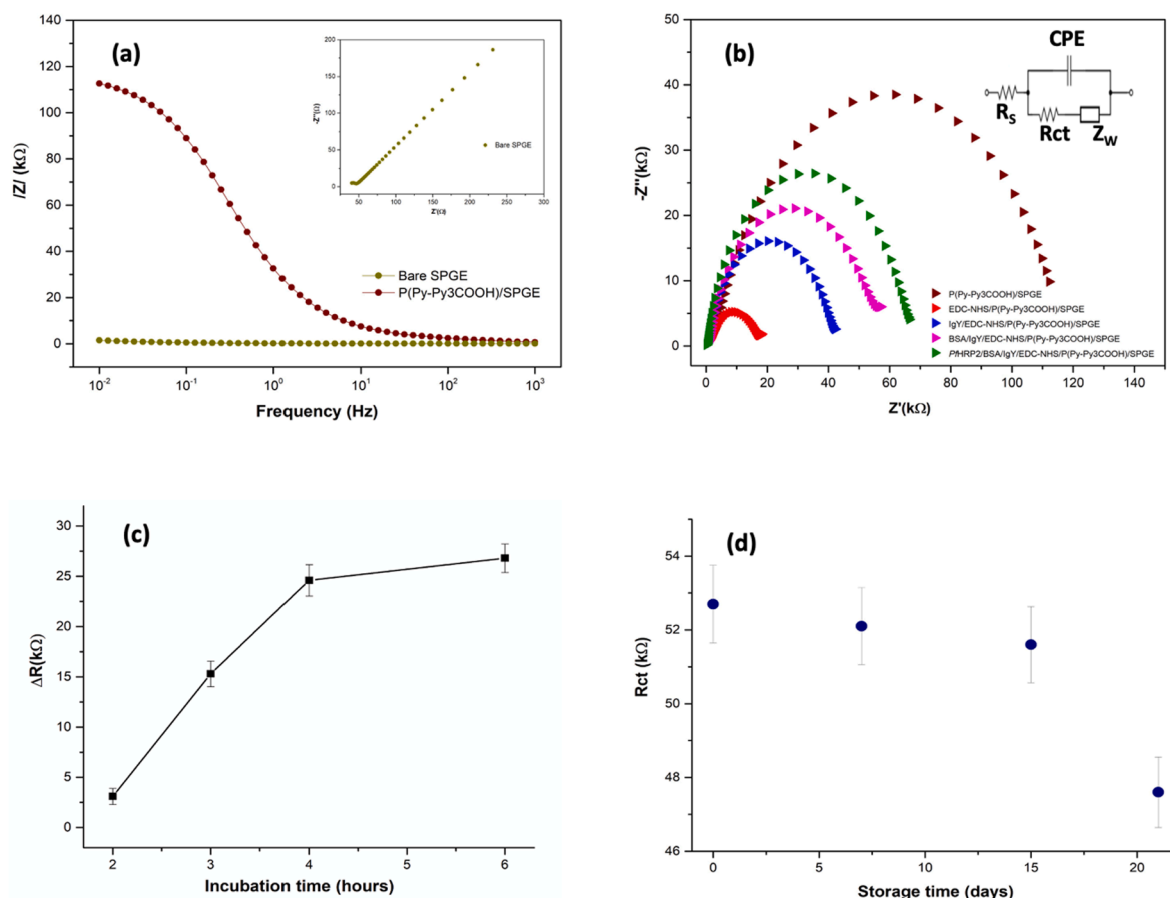 (a)
/Z/ (kΩ)
140
120
100
80
60
40
20
0
10-2
10-1
100
101
102
103
Frequency (Hz)
Bare SPGE
P(Py-Py3COOH)/SPGE
-Z''(Ω)
200
150
100
50
0
50
100
150
200
250
300
Z'(Ω)
Bare SPGE
(b)
-Z''(kΩ)
50
40
30
20
10
0
0
20
40
60
80
100
120
140
Z'(kΩ)
CPE
Rs
Rct
Zw
P(Py-Py3COOH)/SPGE
EDC-NHS/P(Py-Py3COOH)/SPGE
IgY/EDC-NHS/P(Py-Py3COOH)/SPGE
BSA/IgY/EDC-NHS/P(Py-Py3COOH)/SPGE
PfHRP2/BSA/IgY/EDC-NHS/P(Py-Py3COOH)/SPGE
(c)
ΔR(kΩ)
30
25
20
15
10
5
0
2
3
4
5
6
Incubation time (hours)
(d)
Rct (kΩ)
54
52
50
48
46
0
5
10
15
20
Storage time (days)